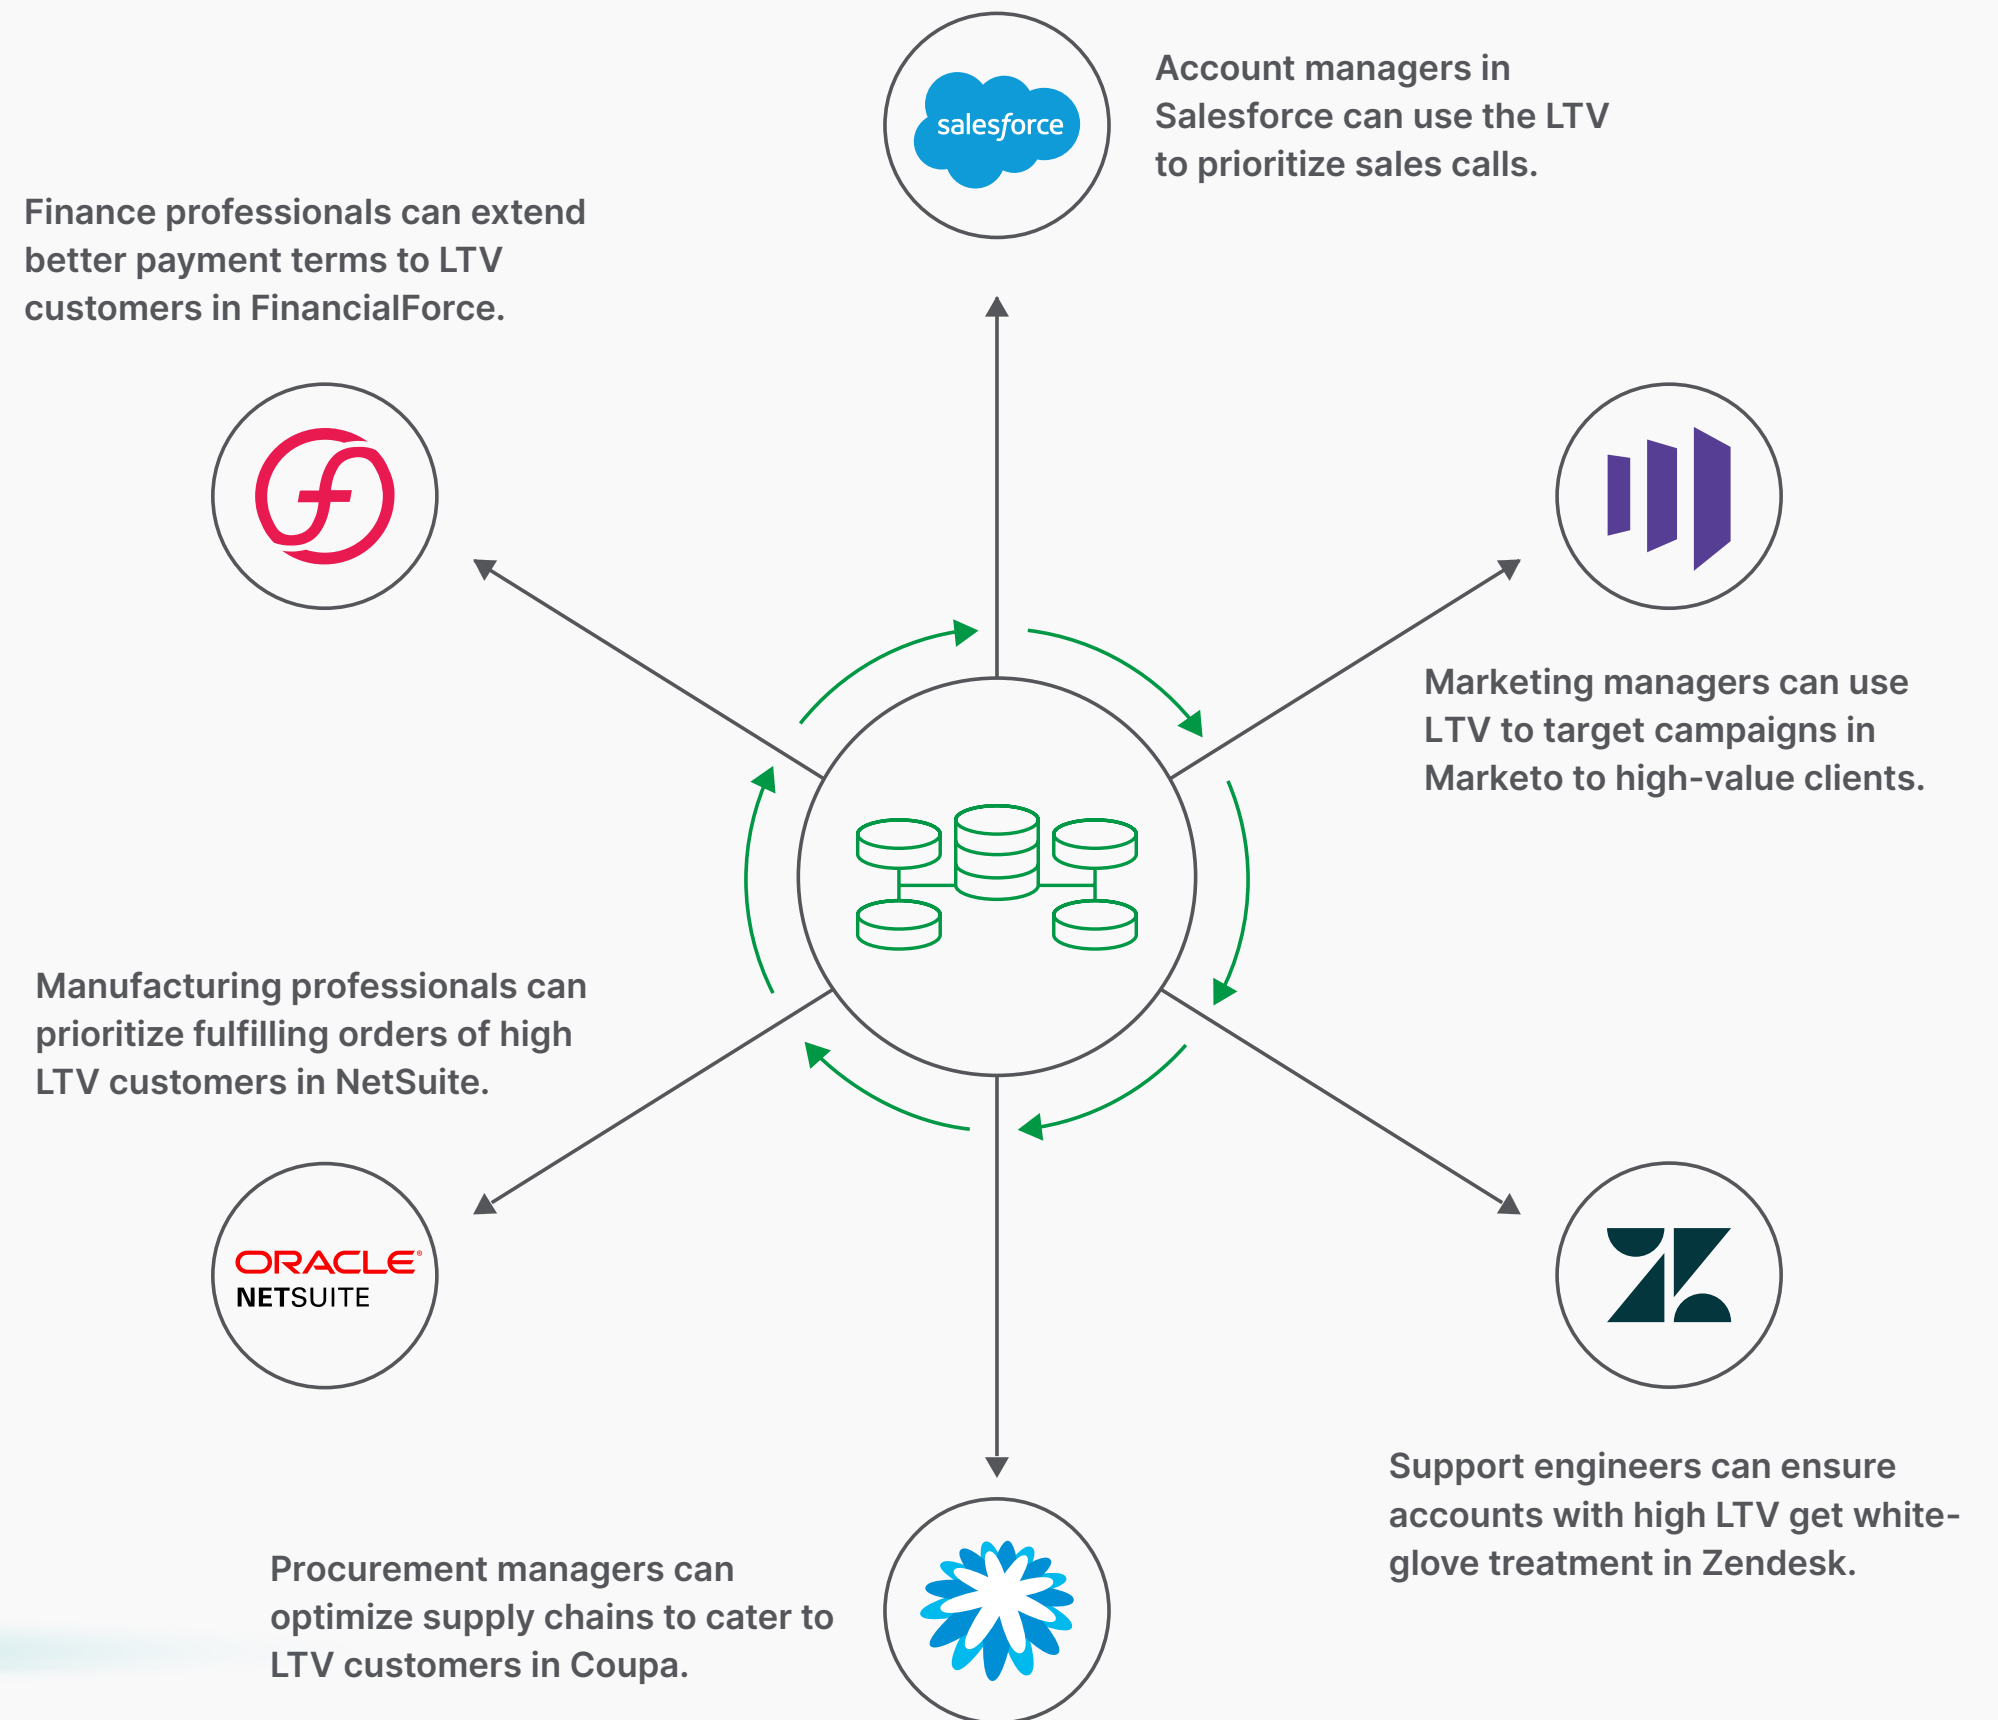 salesforce
Account managers in
Salesforce can use the LTV
to prioritize sales calls.
Finance professionals can extend
better payment terms to LTV
customers in FinancialForce.
Marketing managers can use
LTV to target campaigns in
Marketo to high-value clients.
Manufacturing professionals can
prioritize fulfilling orders of high
LTV customers in NetSuite.
ORACLE®
NETSUITE
Support engineers can ensure
accounts with high LTV get white-
glove treatment in Zendesk.
Procurement managers can
optimize supply chains to cater to
LTV customers in Coupa.